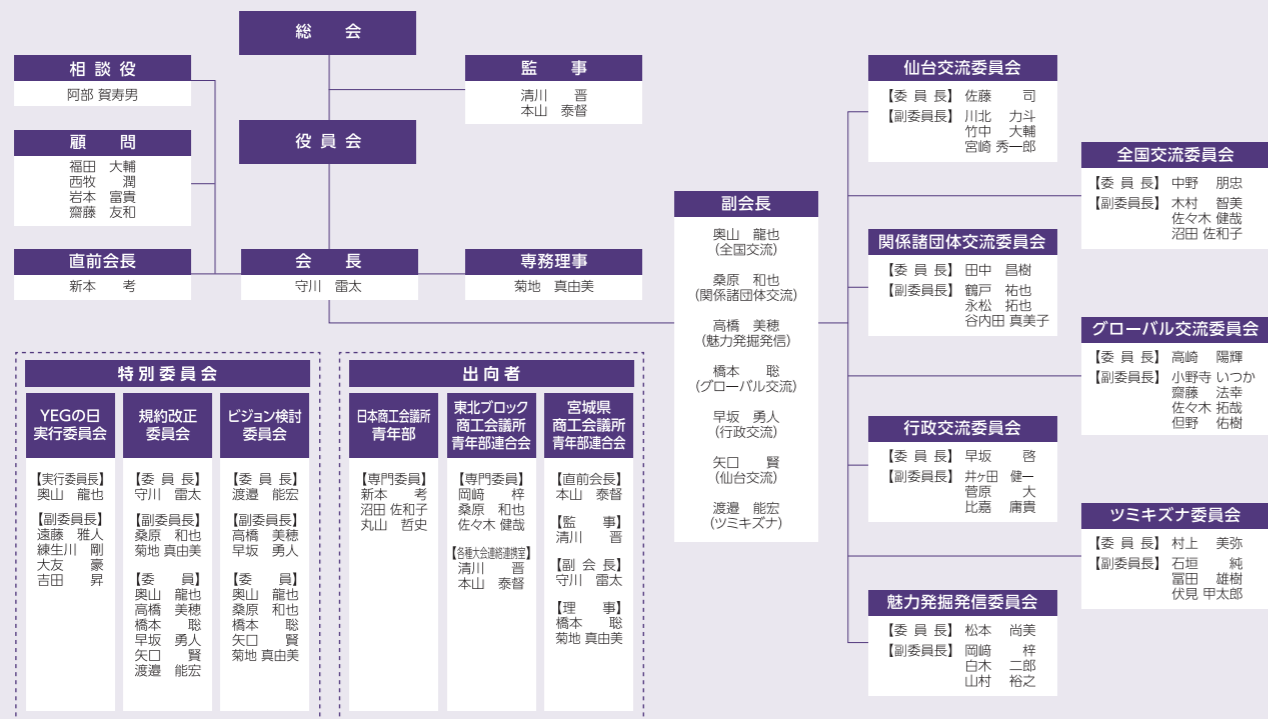 総　会
相 談 役
阿部 賀寿男
監　事
清川　晋
本山　泰督
顧　問
福田　大輔
西牧　潤
岩本　富貴
齋藤　友和
役 員 会
直前会長
新本　考
会　長
守川　雷太
専務理事
菊地　真由美
副会長
奥山　龍也
(全国交流)
桑原　和也
(関係諸団体交流)
高橋　美穂
(魅力発掘発信)
橋本　聡
(グローバル交流)
早坂　勇人
(行政交流)
矢口　賢
(仙台交流)
渡邉　能宏
(ツミキズナ)
仙台交流委員会
【委 員 長】 佐藤　司
【副委員長】 川北　力斗
竹中　大輔
宮崎 秀一郎
全国交流委員会
【委 員 長】 中野　朋忠
【副委員長】 木村　智美
佐々木 健哉
沼田 佐和子
関係諸団体交流委員会
【委 員 長】 田中　昌樹
【副委員長】 鶴戸　祐也
永松　拓也
谷内田 真美子
グローバル交流委員会
【委 員 長】 高崎　陽輝
【副委員長】 小野寺 いつか
齋藤　法幸
佐々木 拓哉
但野　佑樹
行政交流委員会
【委 員 長】 早坂　啓
【副委員長】 井ヶ田 健一
菅原　大
比嘉　庸貴
ツミキズナ委員会
【委 員 長】 村上　美弥
【副委員長】 石垣　純
冨田　雄樹
伏見 甲太郎
魅力発掘発信委員会
【委 員 長】 松本　尚美
【副委員長】 岡﨑　梓
白木　二郎
山村　裕之
特別委員会
YEGの日
実行委員会
【実行委員長】
奥山　龍也
【副委員長】
遠藤　雅人
練生川　剛
大友　豪
吉田　昇
規約改正
委員会
【委 員 長】
守川　雷太
【副委員長】
桑原　和也
菊地 真由美
【委　員】
奥山　龍也
高橋　美穂
橋本　聡
早坂　勇人
矢口　賢
渡邉　能宏
ビジョン検討
委員会
【委 員 長】
渡邉　能宏
【副委員長】
高橋　美穂
早坂　勇人
【委　員】
奥山　龍也
桑原　和也
橋本　聡
矢口　賢
菊地 真由美
出向者
日本商工会議所
青年部
【専門委員】
新本　考
沼田 佐和子
丸山　哲史
東北ブロック
商工会議所
青年部連合会
【専門委員】
岡﨑　梓
桑原　和也
佐々木 健哉
【各種大会連絡連携室】
清川　晋
本山　泰督
宮城県
商工会議所
青年部連合会
【直前会長】
本山　泰督
【監　事】
清川　晋
【副 会 長】
守川　雷太
【理　事】
橋本　聡
菊地 真由美